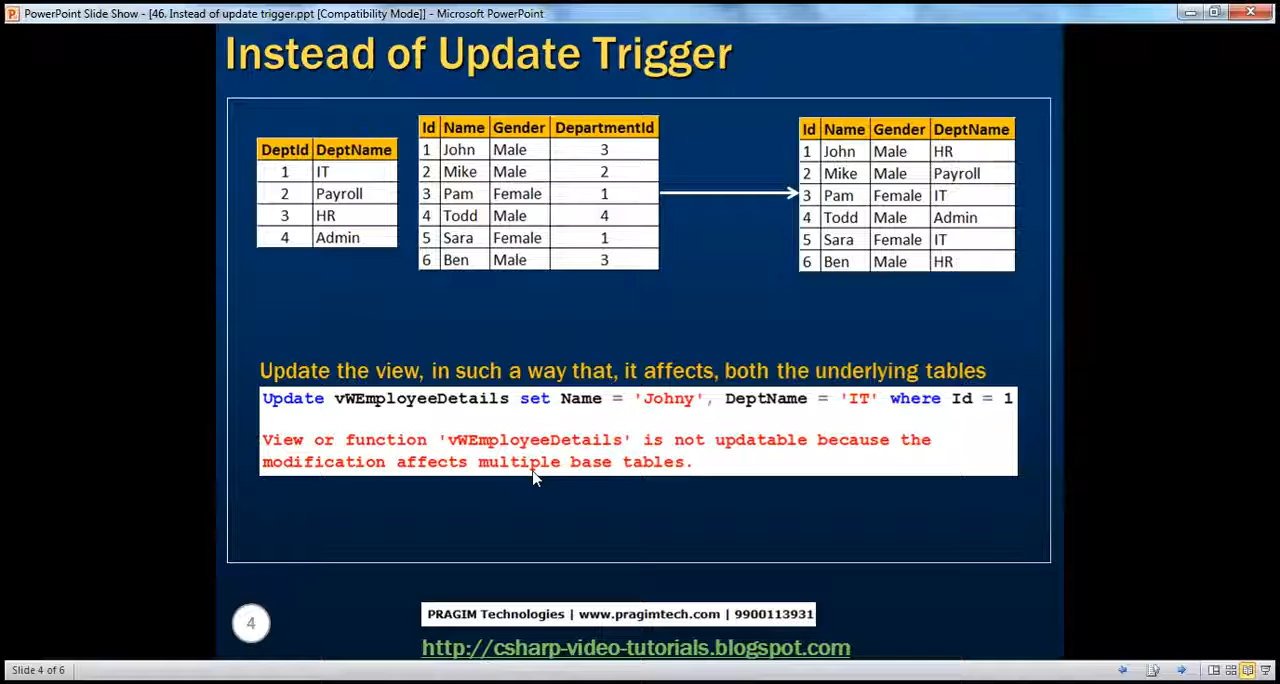 PowerPoint Slide Show - [46. Instead of update trigger.ppt [Compatibility Mode]] - Microsoft PowerPoint
Instead of Update Trigger
DeptId DeptName
1 IT
2 Payroll
3 HR
4 Admin
Id Name Gender DepartmentId
1 John Male 3
2 Mike Male 2
3 Pam Female 1
4 Todd Male 4
5 Sara Female 1
6 Ben Male 3
Id Name Gender DeptName
1 John Male HR
2 Mike Male Payroll
3 Pam Female IT
4 Todd Male Admin
5 Sara Female IT
6 Ben Male HR
Update the view, in such a way that, it affects, both the underlying tables
Update vWEmployeeDetails set Name = 'Johny', DeptName = 'IT' where Id = 1
View or function 'vWEmployeeDetails' is not updatable because the
modification affects multiple base tables.
4
PRAGIM Technologies | www.pragimtech.com | 9900113931
http://csharp-video-tutorials.blogspot.com
Slide 4 of 6